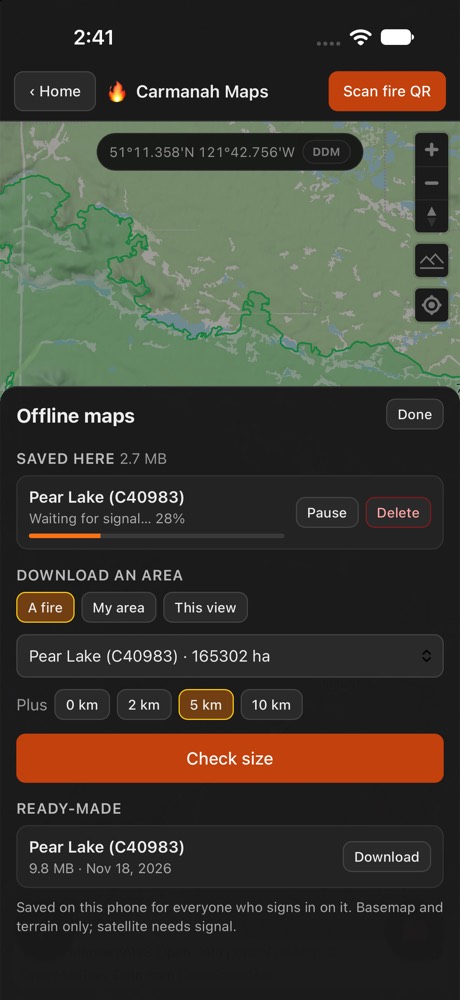 2:41
‹ Home
Carmanah Maps
Scan fire QR
51°11.358'N 121°42.756'W DDM
Offline maps
Done
SAVED HERE 2.7 MB
Pear Lake (C40983)
Waiting for signal... 28%
Pause
Delete
DOWNLOAD AN AREA
A fire
My area
This view
Pear Lake (C40983) · 165302 ha
Plus
0 km
2 km
5 km
10 km
Check size
READY-MADE
Pear Lake (C40983)
9.8 MB · Nov 18, 2026
Download
Saved on this phone for everyone who signs in on it. Basemap and
terrain only; satellite needs signal.